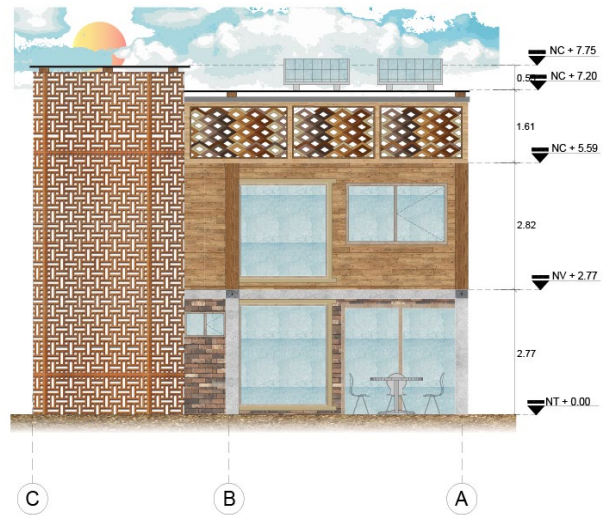 NC + 7.75
0.55
NC + 7.20
1.61
NC + 5.59
2.82
NV + 2.77
2.77
NT + 0.00
C
B
A